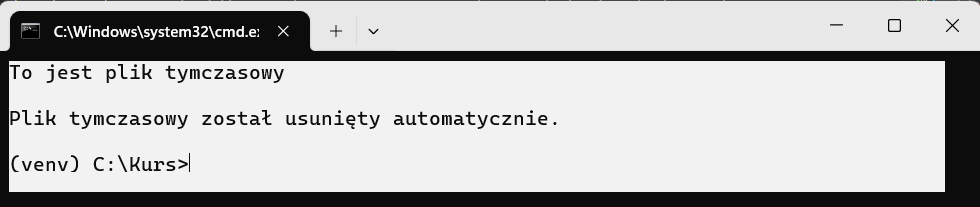 C:\Windows\system32\cmd.e
To jest plik tymczasowy
Plik tymczasowy został usunięty automatycznie.
(venv) C:\Kurs>